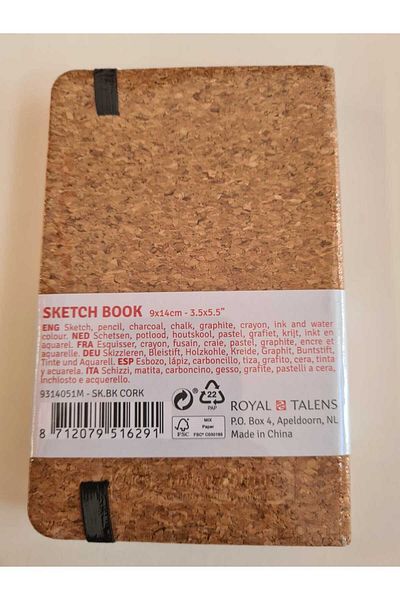 SKETCH BOOK 9x14cm - 3.5x5.5"
ENG Sketch, pencil, charcoal, chalk, graphite, crayon, ink and water
colour. NED Schetsen, potlood, houtskool, pastel, grafiet, krijt, inkt en
aquarel. FRA Esquisser, crayon, fusain, craie, pastel, graphite, encre et
aquarelle. DEU Skizzieren, Bleistift, Holzkohle, Kreide, Graphit, Buntstift,
Tinte und Aquarell. ESP Esbozo, lápiz, carboncillo, tiza, grafito, cera, tinta
y acuarela. ITA Schizzi, matita, carboncino, gesso, grafite, pastelli a cera,
inchiostro e acquerello.
9314051M - SK.BK CORK
8 712079 516291
22
PAP
FSC
MIX
Paper
FSC® C020165
ROYAL TALENS
P.O. Box 4, Apeldoorn, NL
Made in China